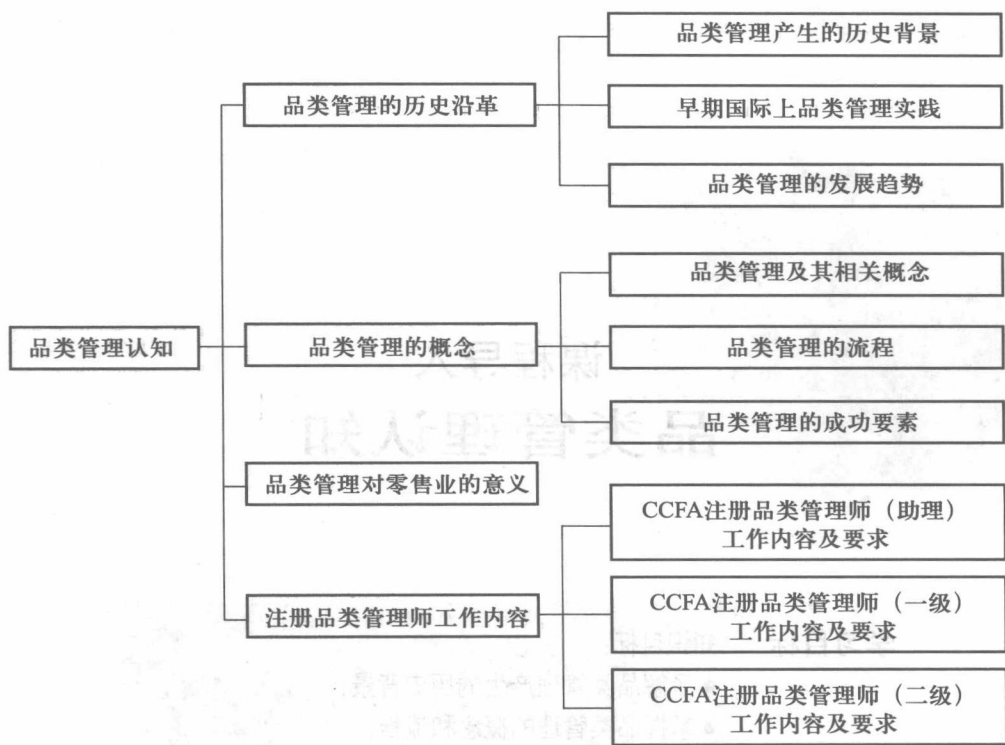 品类管理认知
品类管理的历史沿革
品类管理产生的历史背景
早期国际上品类管理实践
品类管理的发展趋势
品类管理的概念
品类管理及其相关概念
品类管理的流程
品类管理的成功要素
品类管理对零售业的意义
注册品类管理师工作内容
CCFA注册品类管理师（助理）
工作内容及要求
CCFA注册品类管理师（一级）
工作内容及要求
CCFA注册品类管理师（二级）
工作内容及要求